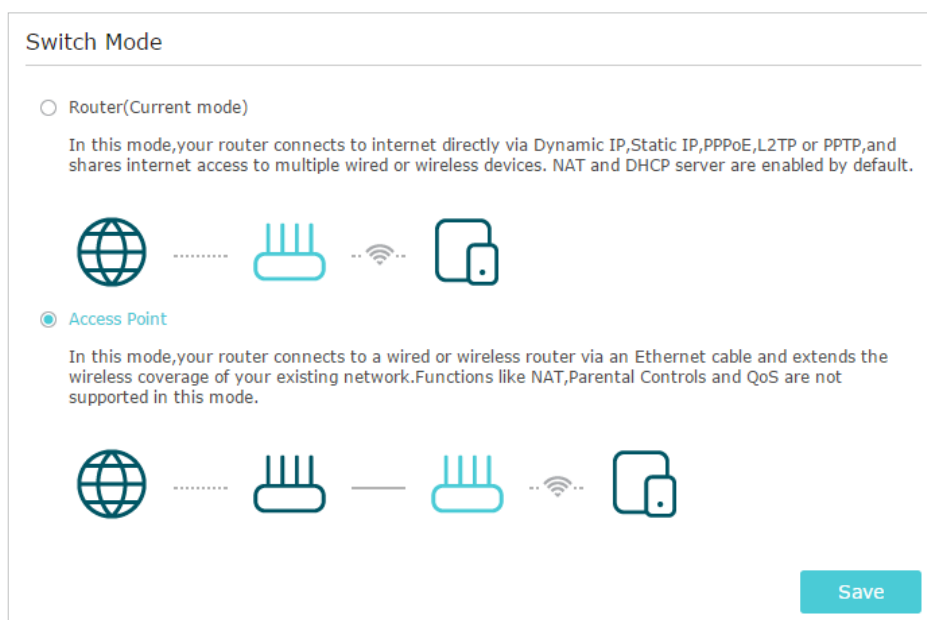 Switch Mode
Router(Current mode)
In this mode,your router connects to internet directly via Dynamic IP,Static IP,PPPoE,L2TP or PPTP,and
shares internet access to multiple wired or wireless devices. NAT and DHCP server are enabled by default.
Access Point
In this mode,your router connects to a wired or wireless router via an Ethernet cable and extends the
wireless coverage of your existing network.Functions like NAT,Parental Controls and QoS are not
supported in this mode.
Save